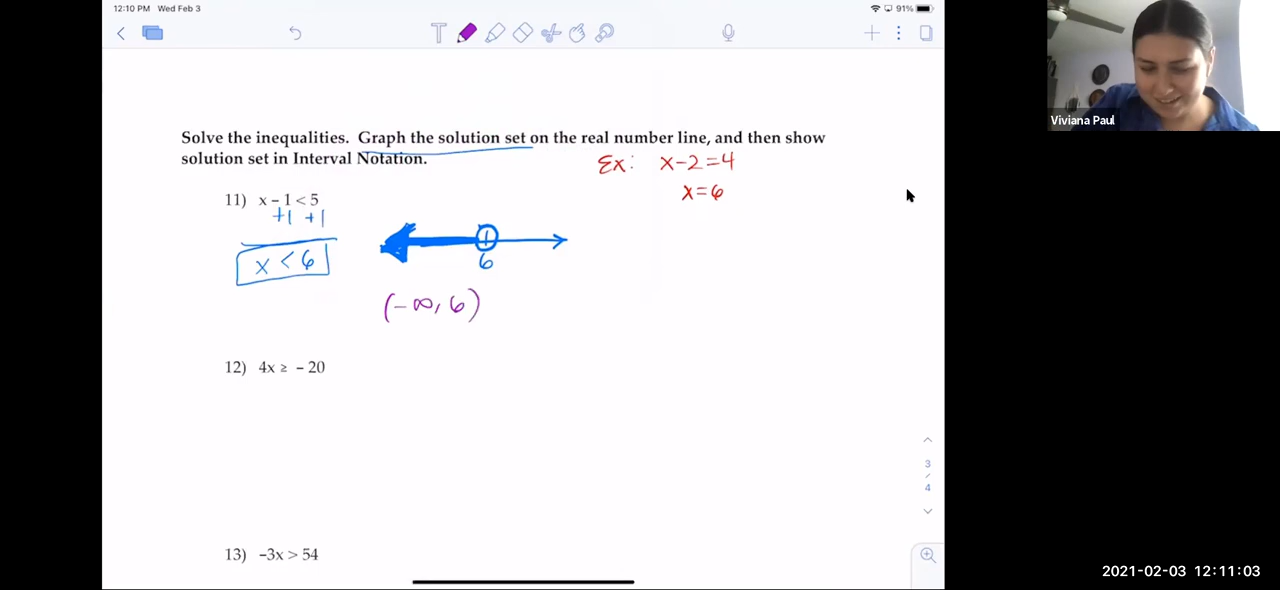 12:10 PM Wed Feb 3
91%
Viviana Paul
Solve the inequalities. Graph the solution set on the real number line, and then show
solution set in Interval Notation.
Ex: x-2=4
x=6
11) x - 1 < 5
+1 +1
x < 6
6
(-∞, 6)
12) 4x ≥ - 20
3
/
4
13) -3x > 54
2021-02-03 12:11:03